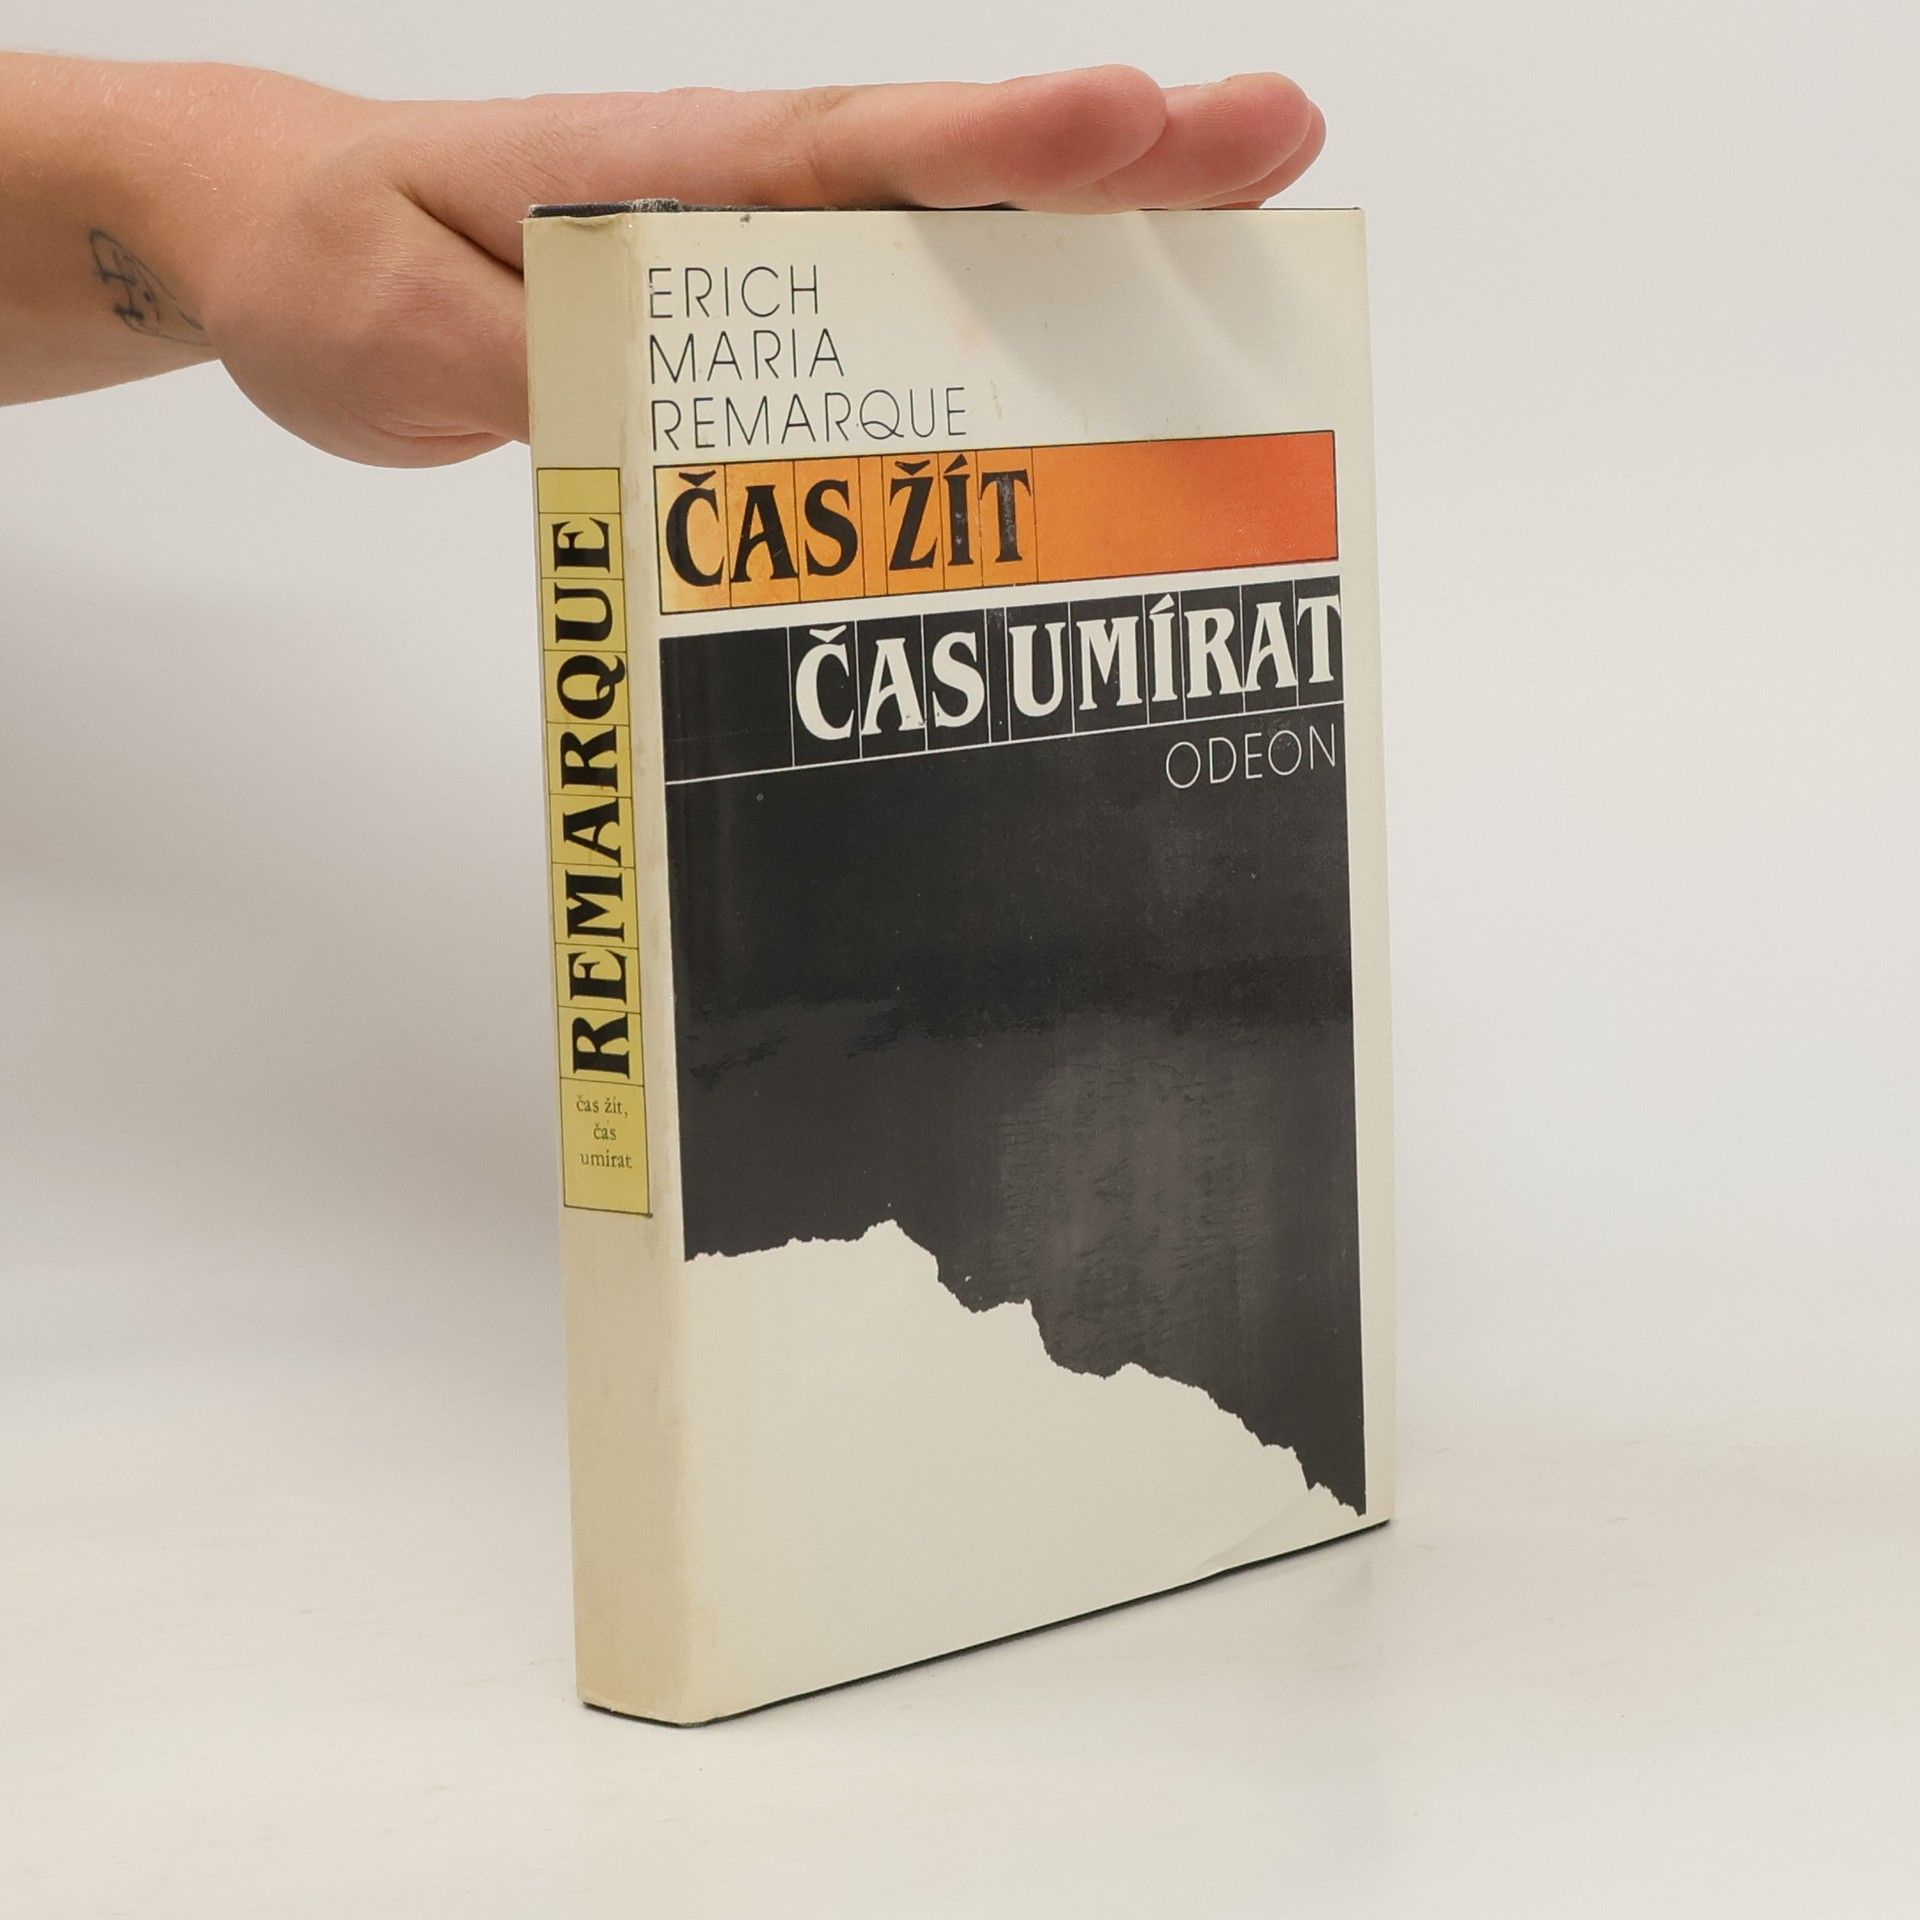 ERICH
MARIA
REMARQUE
ČAS ŽÍT
ČAS UMÍRAT
ODEON
REMARQUE
čas žít,
čas
umírat